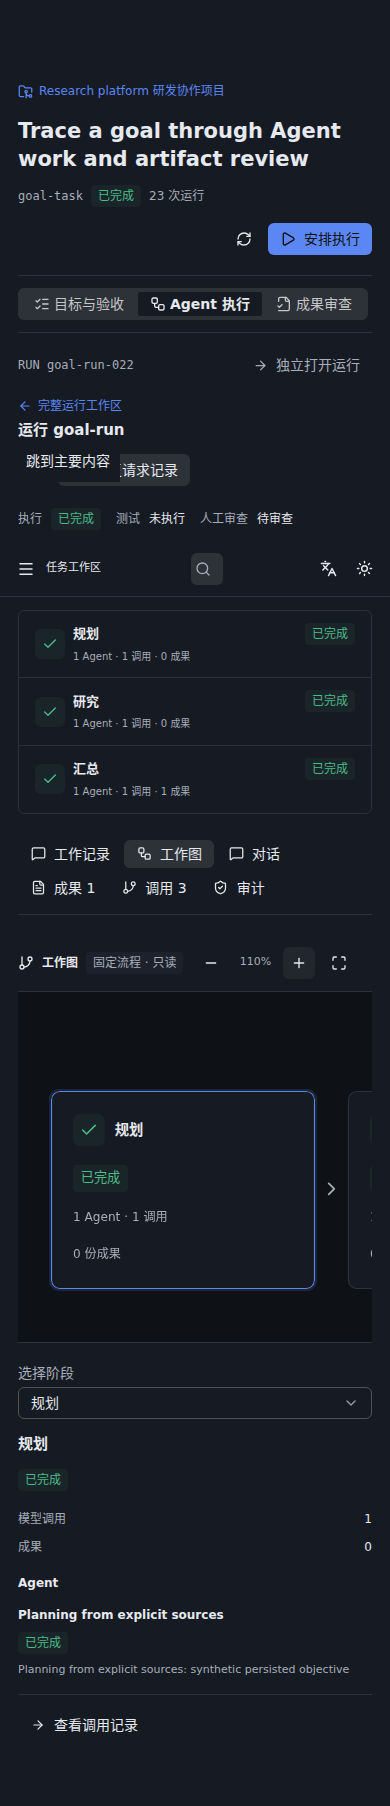 Research platform 研发协作项目
Trace a goal through Agent
work and artifact review
goal-task 已完成 23 次运行
安排执行
目标与验收 Agent 执行 成果审查
RUN goal-run-022 独立打开运行
完整运行工作区
运行 goal-run
跳到主要内容 请求记录
执行 已完成 测试 未执行 人工审查 待审查
任务工作区
规划 已完成
1 Agent · 1 调用 · 0 成果
研究 已完成
1 Agent · 1 调用 · 0 成果
汇总 已完成
1 Agent · 1 调用 · 1 成果
工作记录 工作图 对话
成果 1 调用 3 审计
工作图 固定流程 · 只读 110%
规划
已完成
1 Agent · 1 调用
0 份成果
选择阶段
规划
规划
已完成
模型调用 1
成果 0
Agent
Planning from explicit sources
已完成
Planning from explicit sources: synthetic persisted objective
查看调用记录